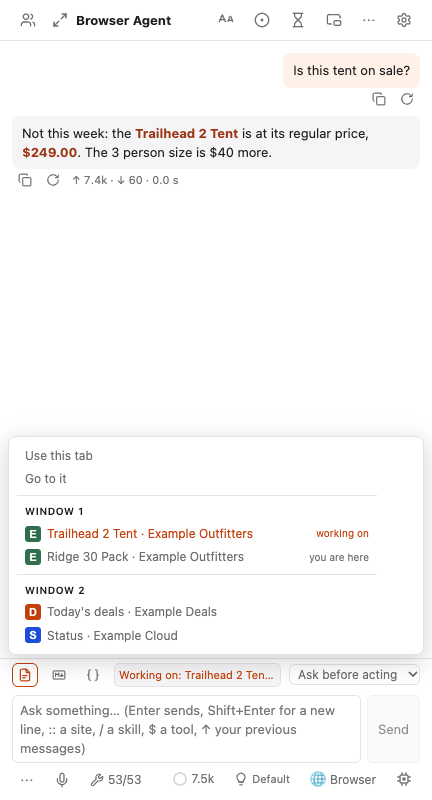 Browser Agent
AA
Is this tent on sale?
Not this week: the Trailhead 2 Tent is at its regular price,
$249.00. The 3 person size is $40 more.
↑ 7.4k · ↓ 60 · 0.0 s
Use this tab
Go to it
WINDOW 1
E Trailhead 2 Tent · Example Outfitters working on
E Ridge 30 Pack · Example Outfitters you are here
WINDOW 2
D Today's deals · Example Deals
S Status · Example Cloud
{ } Working on: Trailhead 2 Ten... Ask before acting
Ask something... (Enter sends, Shift+Enter for a new
line, :: a site, / a skill, $ a tool, ↑ your previous
messages)
Send
53/53 7.5k Default Browser